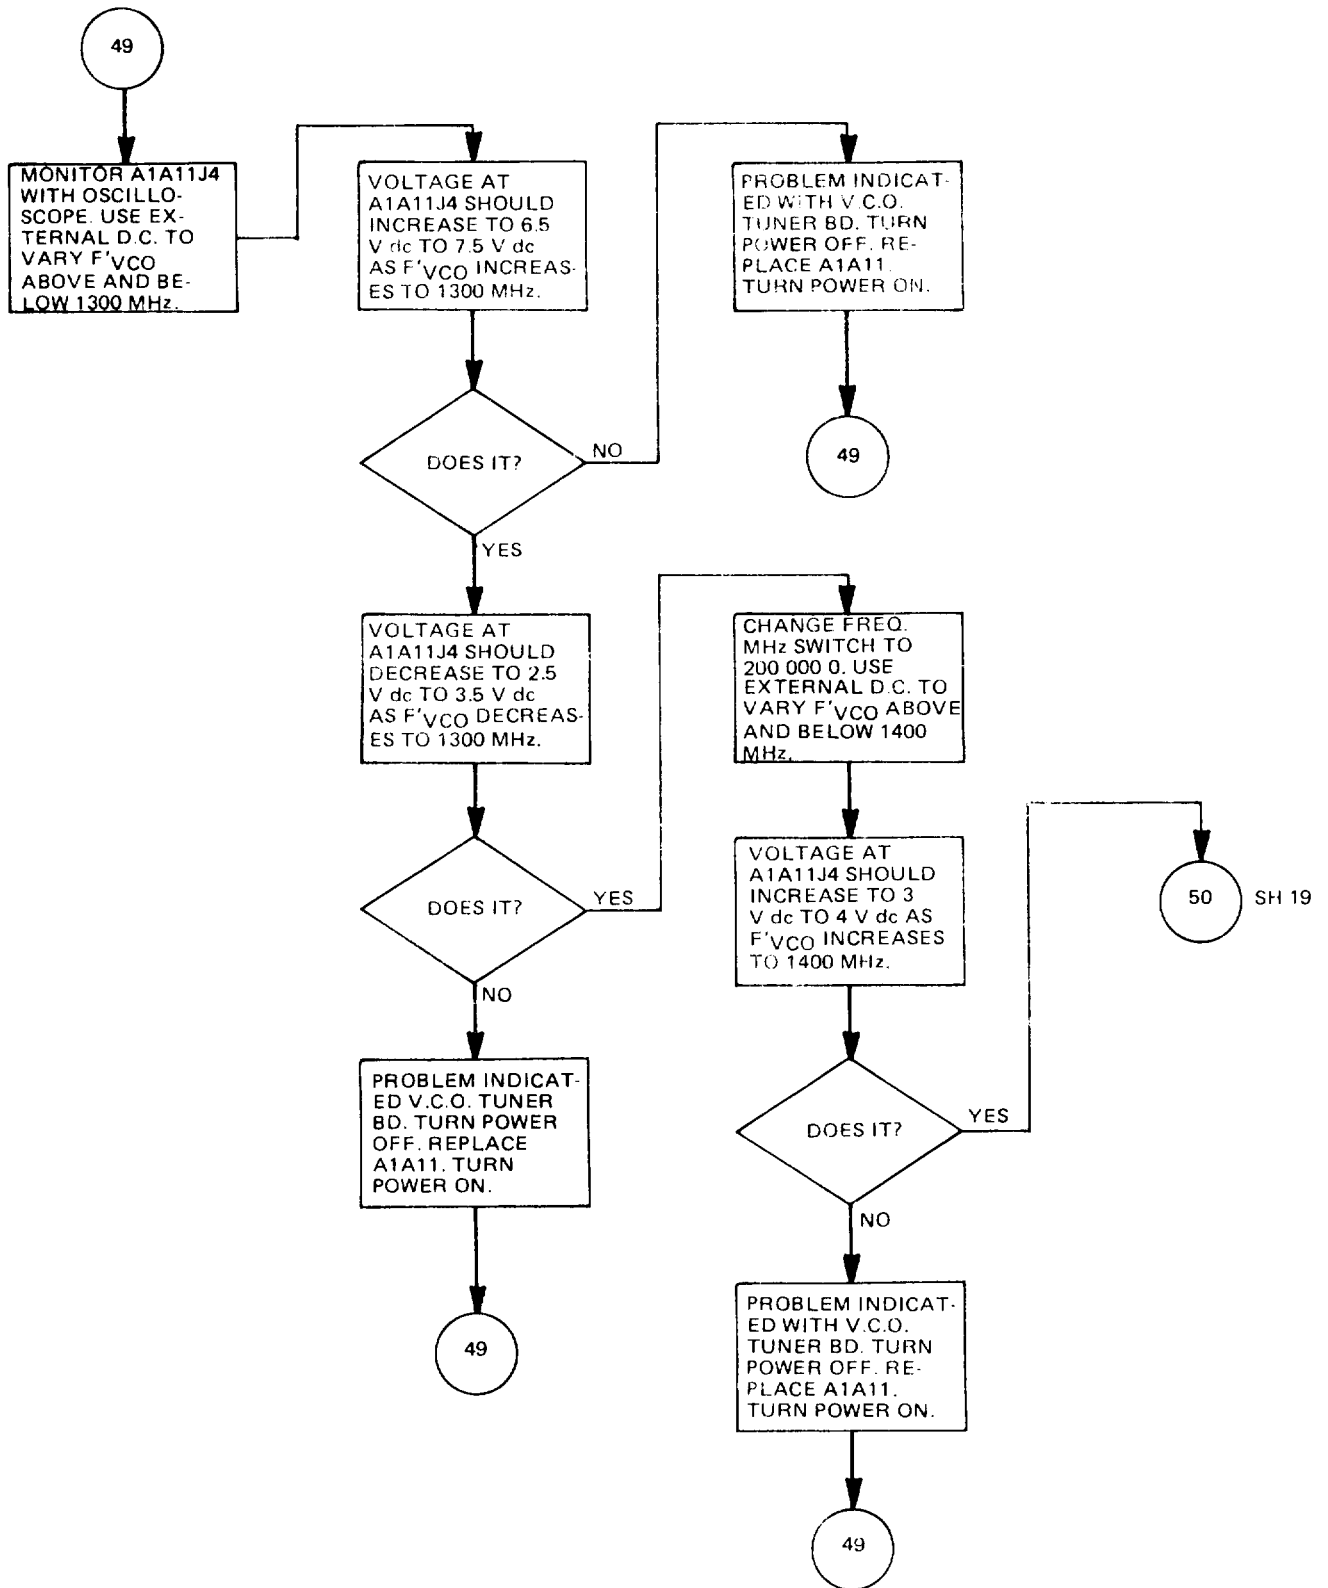 49
MONITOR A1A11J4
WITH OSCILLO-
SCOPE. USE EX-
TERNAL D.C. TO
VARY F'VCO
ABOVE AND BE-
LOW 1300 MHz.
VOLTAGE AT
A1A11J4 SHOULD
INCREASE TO 6.5
V dc TO 7.5 V dc
AS F'VCO INCREAS-
ES TO 1300 MHz.
DOES IT?
NO
PROBLEM INDICAT-
ED WITH V.C.O.
TUNER BD. TURN
POWER OFF. RE-
PLACE A1A11.
TURN POWER ON.
49
YES
VOLTAGE AT
A1A11J4 SHOULD
DECREASE TO 2.5
V dc TO 3.5 V dc
AS F'VCO DECREAS-
ES TO 1300 MHz.
DOES IT?
YES
CHANGE FREQ.
MHz SWITCH TO
200 000 0. USE
EXTERNAL D.C. TO
VARY F'VCO ABOVE
AND BELOW 1400
MHz.
VOLTAGE AT
A1A11J4 SHOULD
INCREASE TO 3
V dc TO 4 V dc AS
F'VCO INCREASES
TO 1400 MHz.
DOES IT?
YES
50
SH 19
NO
PROBLEM INDICAT-
ED V.C.O. TUNER
BD. TURN POWER
OFF. REPLACE
A1A11. TURN
POWER ON.
49
NO
PROBLEM INDICAT-
ED WITH V.C.O.
TUNER BD. TURN
POWER OFF. RE-
PLACE A1A11.
TURN POWER ON.
49